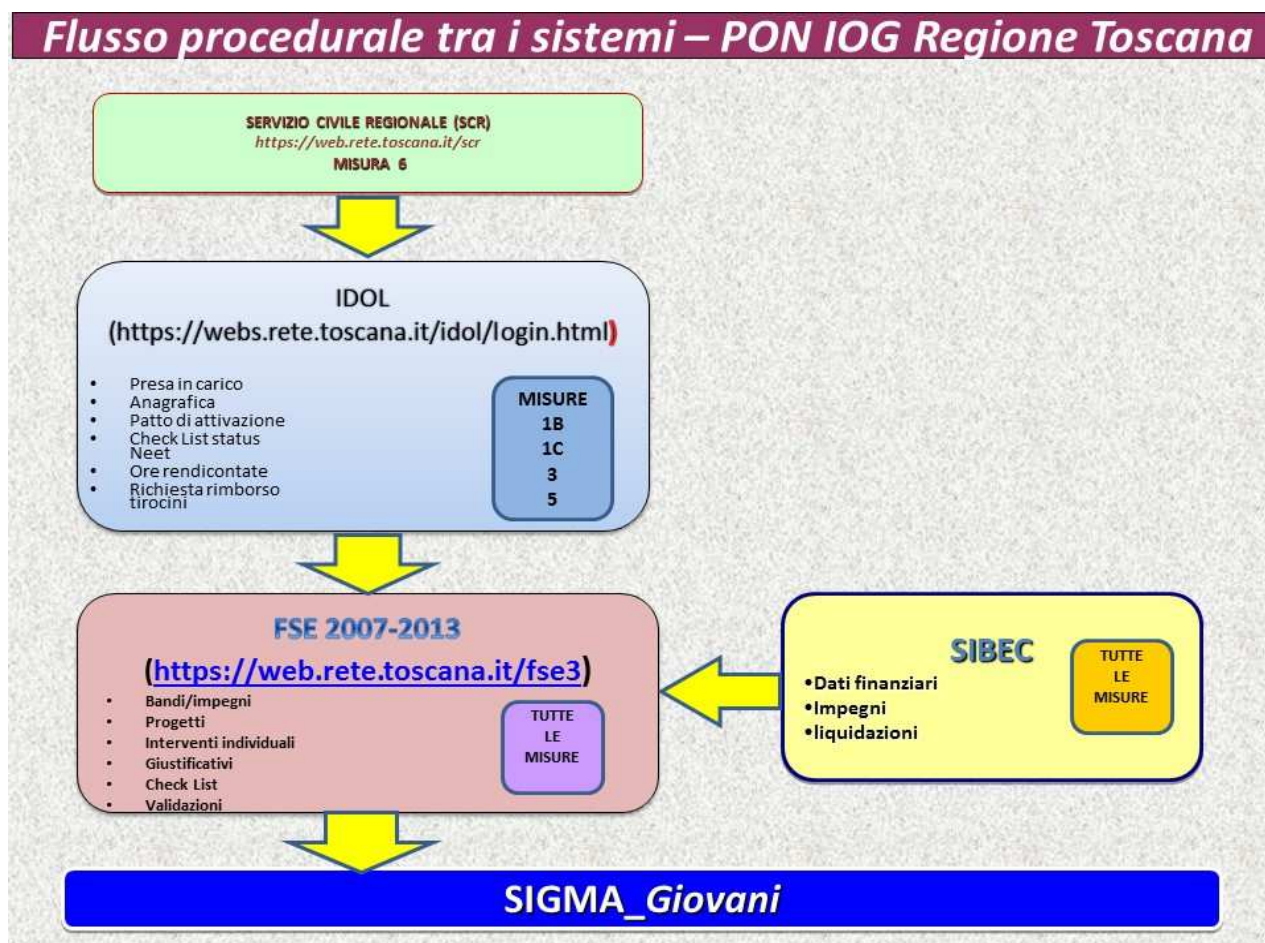 Flusso procedurale tra i sistemi – PON IOG Regione Toscana
SERVIZIO CIVILE REGIONALE (SCR)
https://web.rete.toscana.it/scr
MISURA 6
IDOL
(https://webs.rete.toscana.it/idol/login.html)
• Presa in carico
• Anagrafica
• Patto di attivazione
• Check List status
Neet
• Ore rendicontate
• Richiesta rimborso
tirocini
MISURE
1B
1C
3
5
FSE 2007-2013
(https://web.rete.toscana.it/fse3)
• Bandi/impegni
• Progetti
• Interventi individuali
• Giustificativi
• Check List
• Validazioni
TUTTE
LE
MISURE
SIBEC
•Dati finanziari
•Impegni
•liquidazioni
TUTTE
LE
MISURE
SIGMA_Giovani